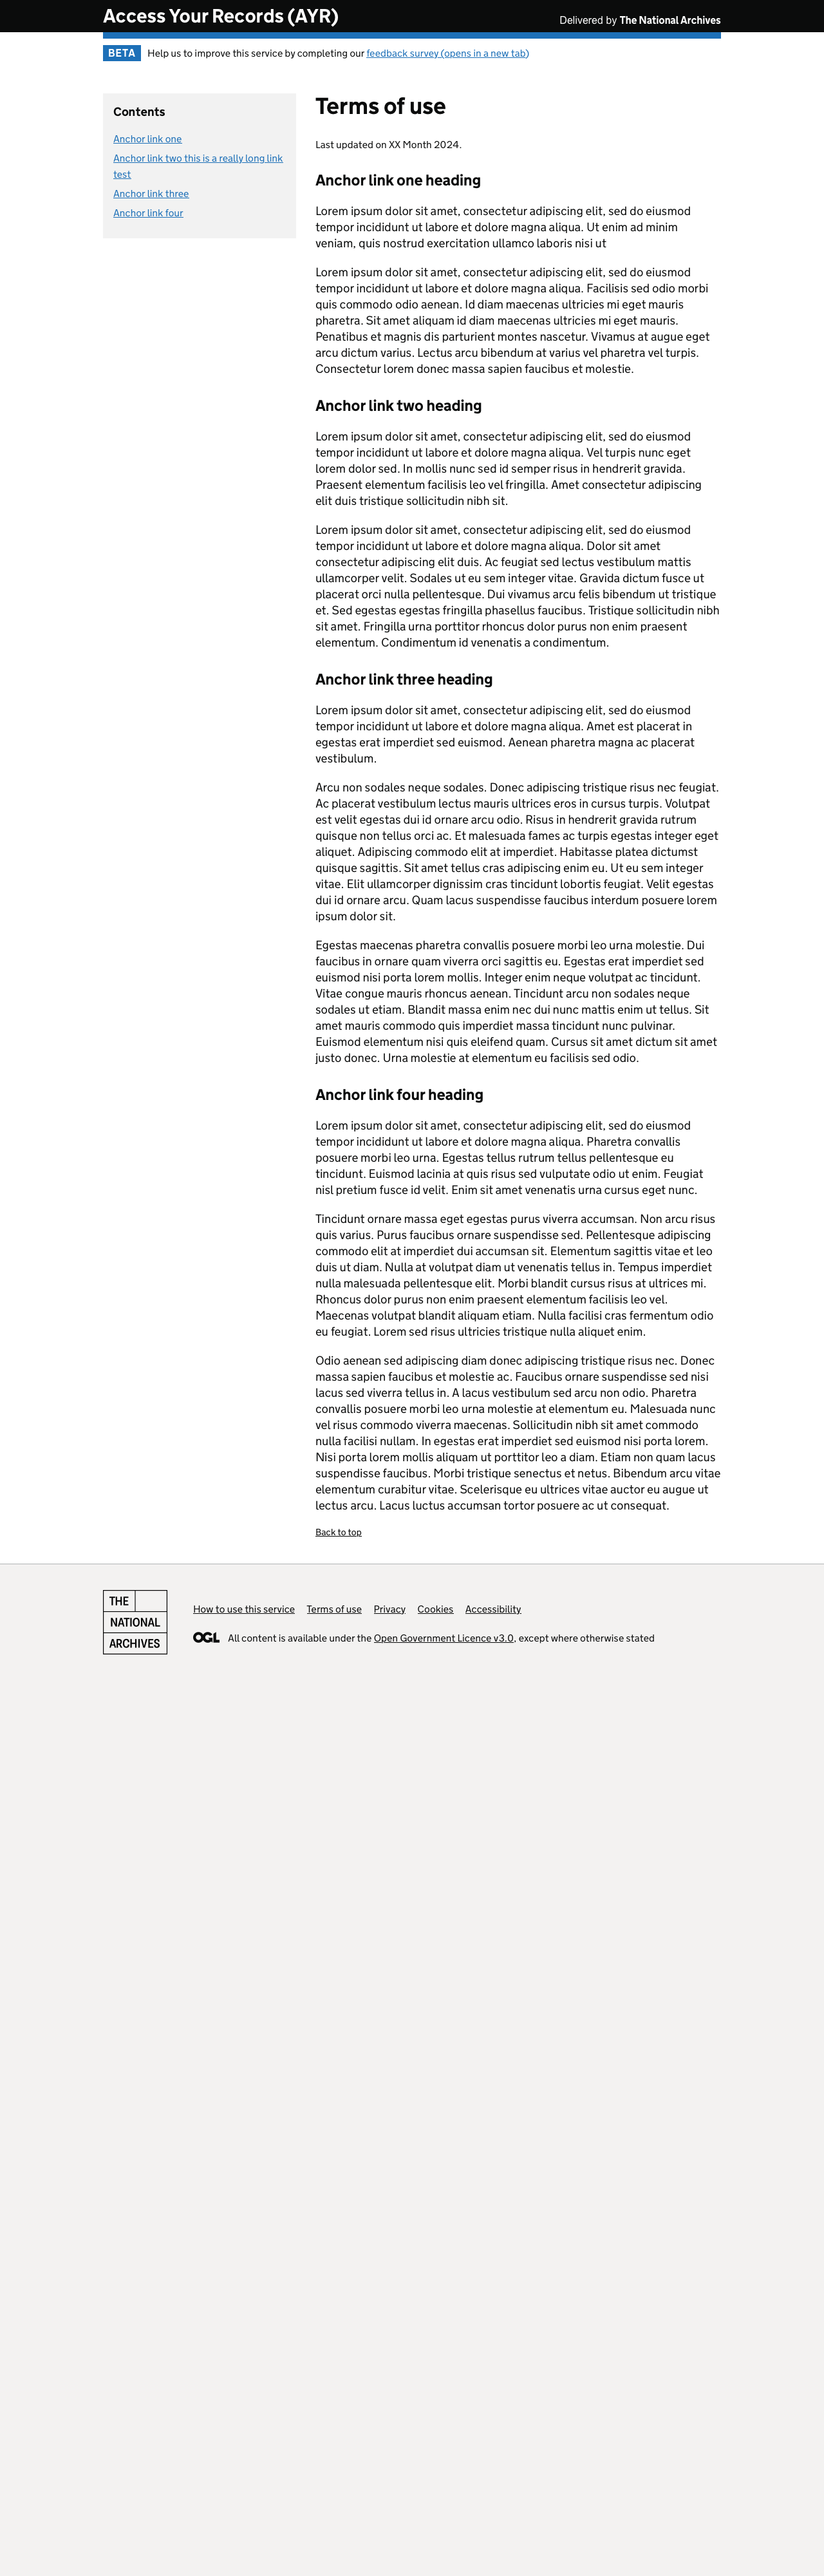 Access Your Records (AYR)
Delivered by The National Archives
BETA Help us to improve this service by completing our feedback survey (opens in a new tab)
Contents
Anchor link one
Anchor link two this is a really long link
test
Anchor link three
Anchor link four
Terms of use
Last updated on XX Month 2024.
Anchor link one heading
Lorem ipsum dolor sit amet, consectetur adipiscing elit, sed do eiusmod
tempor incididunt ut labore et dolore magna aliqua. Ut enim ad minim
veniam, quis nostrud exercitation ullamco laboris nisi ut
Lorem ipsum dolor sit amet, consectetur adipiscing elit, sed do eiusmod
tempor incididunt ut labore et dolore magna aliqua. Facilisis sed odio morbi
quis commodo odio aenean. Id diam maecenas ultricies mi eget mauris
pharetra. Sit amet aliquam id diam maecenas ultricies mi eget mauris.
Penatibus et magnis dis parturient montes nascetur. Vivamus at augue eget
arcu dictum varius. Lectus arcu bibendum at varius vel pharetra vel turpis.
Consectetur lorem donec massa sapien faucibus et molestie.
Anchor link two heading
Lorem ipsum dolor sit amet, consectetur adipiscing elit, sed do eiusmod
tempor incididunt ut labore et dolore magna aliqua. Vel turpis nunc eget
lorem dolor sed. In mollis nunc sed id semper risus in hendrerit gravida.
Praesent elementum facilisis leo vel fringilla. Amet consectetur adipiscing
elit duis tristique sollicitudin nibh sit.
Lorem ipsum dolor sit amet, consectetur adipiscing elit, sed do eiusmod
tempor incididunt ut labore et dolore magna aliqua. Dolor sit amet
consectetur adipiscing elit duis. Ac feugiat sed lectus vestibulum mattis
ullamcorper velit. Sodales ut eu sem integer vitae. Gravida dictum fusce ut
placerat orci nulla pellentesque. Dui vivamus arcu felis bibendum ut tristique
et. Sed egestas egestas fringilla phasellus faucibus. Tristique sollicitudin nibh
sit amet. Fringilla urna porttitor rhoncus dolor purus non enim praesent
elementum. Condimentum id venenatis a condimentum.
Anchor link three heading
Lorem ipsum dolor sit amet, consectetur adipiscing elit, sed do eiusmod
tempor incididunt ut labore et dolore magna aliqua. Amet est placerat in
egestas erat imperdiet sed euismod. Aenean pharetra magna ac placerat
vestibulum.
Arcu non sodales neque sodales. Donec adipiscing tristique risus nec feugiat.
Ac placerat vestibulum lectus mauris ultrices eros in cursus turpis. Volutpat
est velit egestas dui id ornare arcu odio. Risus in hendrerit gravida rutrum
quisque non tellus orci ac. Et malesuada fames ac turpis egestas integer eget
aliquet. Adipiscing commodo elit at imperdiet. Habitasse platea dictumst
quisque sagittis. Sit amet tellus cras adipiscing enim eu. Ut eu sem integer
vitae. Elit ullamcorper dignissim cras tincidunt lobortis feugiat. Velit egestas
dui id ornare arcu. Quam lacus suspendisse faucibus interdum posuere lorem
ipsum dolor sit.
Egestas maecenas pharetra convallis posuere morbi leo urna molestie. Dui
faucibus in ornare quam viverra orci sagittis eu. Egestas erat imperdiet sed
euismod nisi porta lorem mollis. Integer enim neque volutpat ac tincidunt.
Vitae congue mauris rhoncus aenean. Tincidunt arcu non sodales neque
sodales ut etiam. Blandit massa enim nec dui nunc mattis enim ut tellus. Sit
amet mauris commodo quis imperdiet massa tincidunt nunc pulvinar.
Euismod elementum nisi quis eleifend quam. Cursus sit amet dictum sit amet
justo donec. Urna molestie at elementum eu facilisis sed odio.
Anchor link four heading
Lorem ipsum dolor sit amet, consectetur adipiscing elit, sed do eiusmod
tempor incididunt ut labore et dolore magna aliqua. Pharetra convallis
posuere morbi leo urna. Egestas tellus rutrum tellus pellentesque eu
tincidunt. Euismod lacinia at quis risus sed vulputate odio ut enim. Feugiat
nisl pretium fusce id velit. Enim sit amet venenatis urna cursus eget nunc.
Tincidunt ornare massa eget egestas purus viverra accumsan. Non arcu risus
quis varius. Purus faucibus ornare suspendisse sed. Pellentesque adipiscing
commodo elit at imperdiet dui accumsan sit. Elementum sagittis vitae et leo
duis ut diam. Nulla at volutpat diam ut venenatis tellus in. Tempus imperdiet
nulla malesuada pellentesque elit. Morbi blandit cursus risus at ultrices mi.
Rhoncus dolor purus non enim praesent elementum facilisis leo vel.
Maecenas volutpat blandit aliquam etiam. Nulla facilisi cras fermentum odio
eu feugiat. Lorem sed risus ultricies tristique nulla aliquet enim.
Odio aenean sed adipiscing diam donec adipiscing tristique risus nec. Donec
massa sapien faucibus et molestie ac. Faucibus ornare suspendisse sed nisi
lacus sed viverra tellus in. A lacus vestibulum sed arcu non odio. Pharetra
convallis posuere morbi leo urna molestie at elementum eu. Malesuada nunc
vel risus commodo viverra maecenas. Sollicitudin nibh sit amet commodo
nulla facilisi nullam. In egestas erat imperdiet sed euismod nisi porta lorem.
Nisi porta lorem mollis aliquam ut porttitor leo a diam. Etiam non quam lacus
suspendisse faucibus. Morbi tristique senectus et netus. Bibendum arcu vitae
elementum curabitur vitae. Scelerisque eu ultrices vitae auctor eu augue ut
lectus arcu. Lacus luctus accumsan tortor posuere ac ut consequat.
Back to top
THE
NATIONAL
ARCHIVES
How to use this service Terms of use Privacy Cookies Accessibility
OGL All content is available under the Open Government Licence v3.0, except where otherwise stated